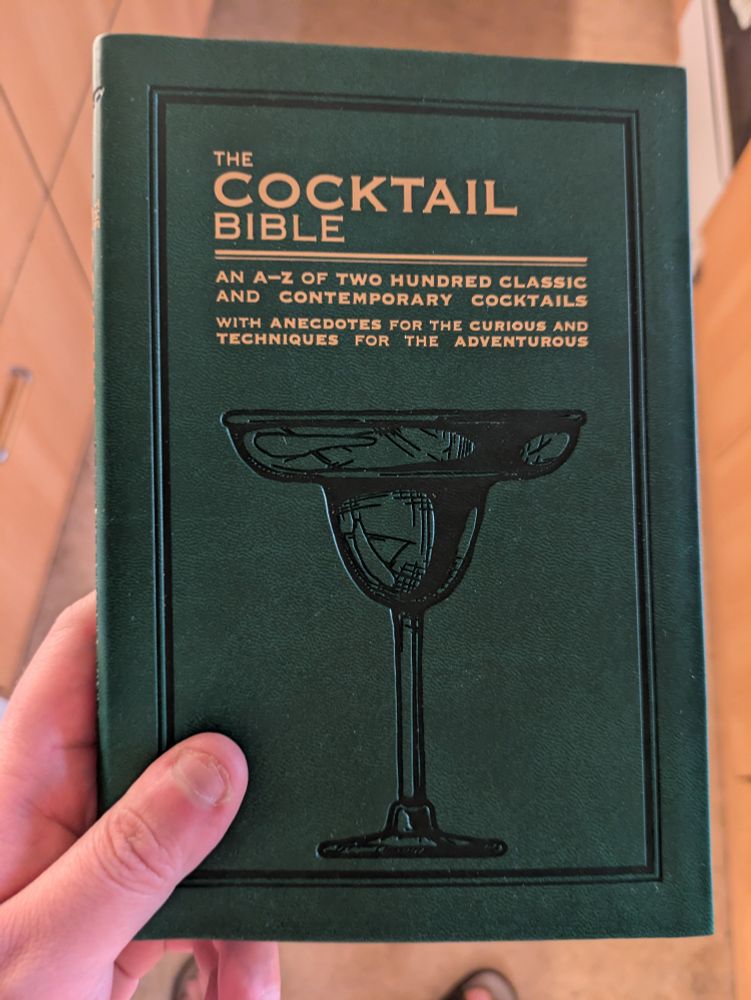 THE
COCKTAIL
BIBLE
AN A–Z OF TWO HUNDRED CLASSIC
AND CONTEMPORARY COCKTAILS
WITH ANECDOTES FOR THE CURIOUS AND
TECHNIQUES FOR THE ADVENTUROUS